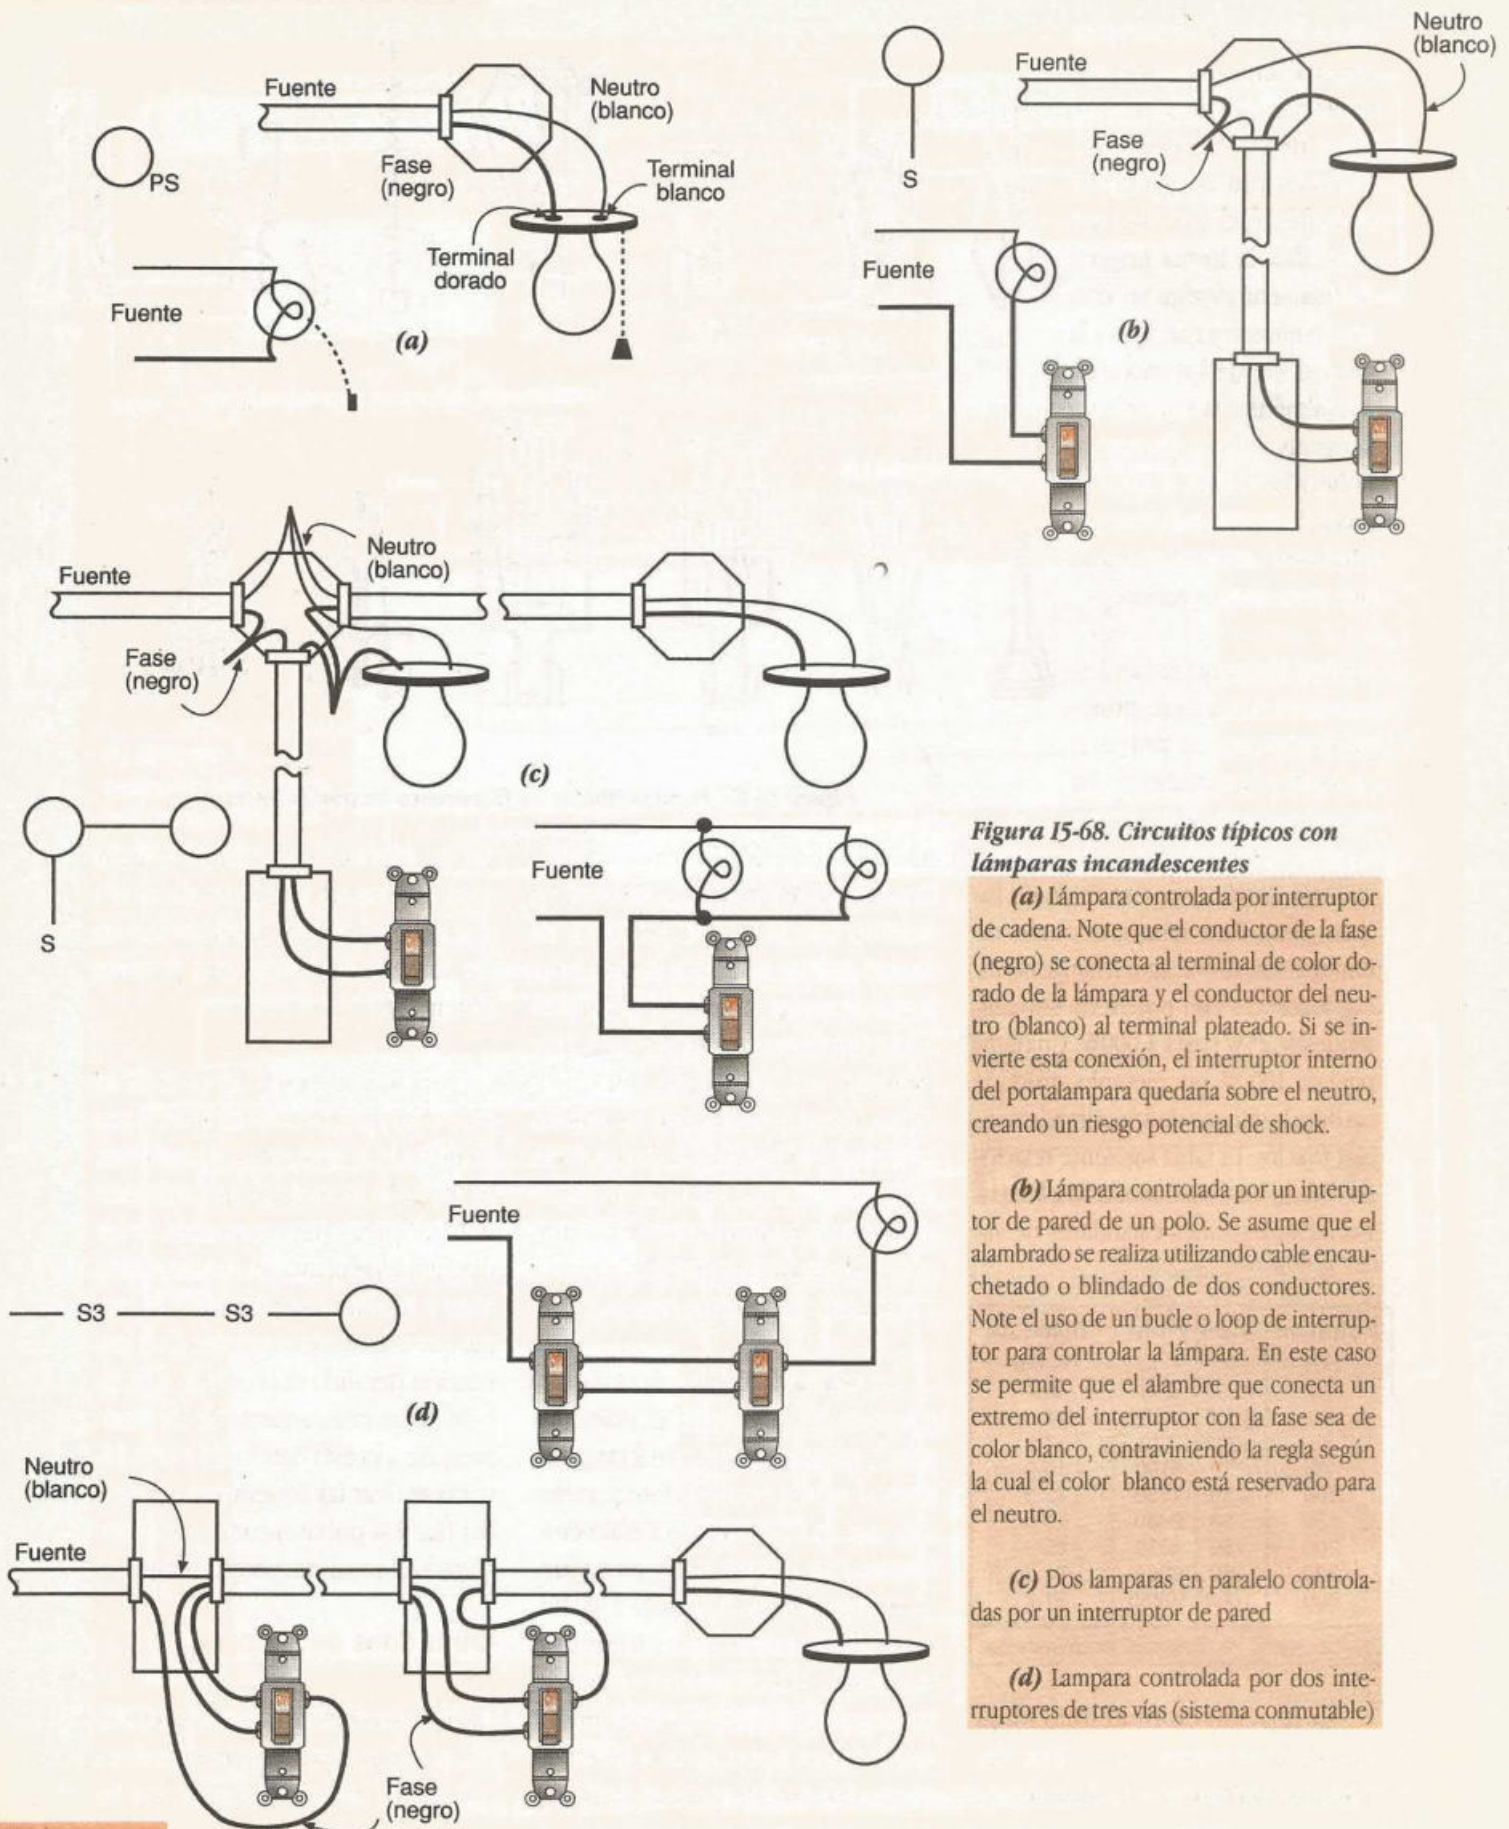 Fuente
Neutro
(blanco)
Fase
(negro)
Terminal
blanco
Terminal
dorado
PS
Fuente
(a)
Neutro
(blanco)
Fuente
Fase
(negro)
S
Fuente
(b)
Neutro
(blanco)
Fuente
Fase
(negro)
(c)
S
Fuente
Fuente
S3
S3
(d)
Neutro
(blanco)
Fuente
Fase
(negro)
Figura I5-68. Circuitos típicos con
lámparas incandescentes
(a) Lámpara controlada por interruptor
de cadena. Note que el conductor de la fase
(negro) se conecta al terminal de color do-
rado de la lámpara y el conductor del neu-
tro (blanco) al terminal plateado. Si se in-
vierte esta conexión, el interruptor interno
del portalampara quedaría sobre el neutro,
creando un riesgo potencial de shock.
(b) Lámpara controlada por un interup-
tor de pared de un polo. Se asume que el
alambrado se realiza utilizando cable encau-
chetado o blindado de dos conductores.
Note el uso de un bucle o loop de interrup-
tor para controlar la lámpara. En este caso
se permite que el alambre que conecta un
extremo del interruptor con la fase sea de
color blanco, contraviniendo la regla según
la cual el color blanco está reservado para
el neutro.
(c) Dos lamparas en paralelo controla-
das por un interruptor de pared
(d) Lampara controlada por dos inte-
rruptores de tres vías (sistema conmutable)